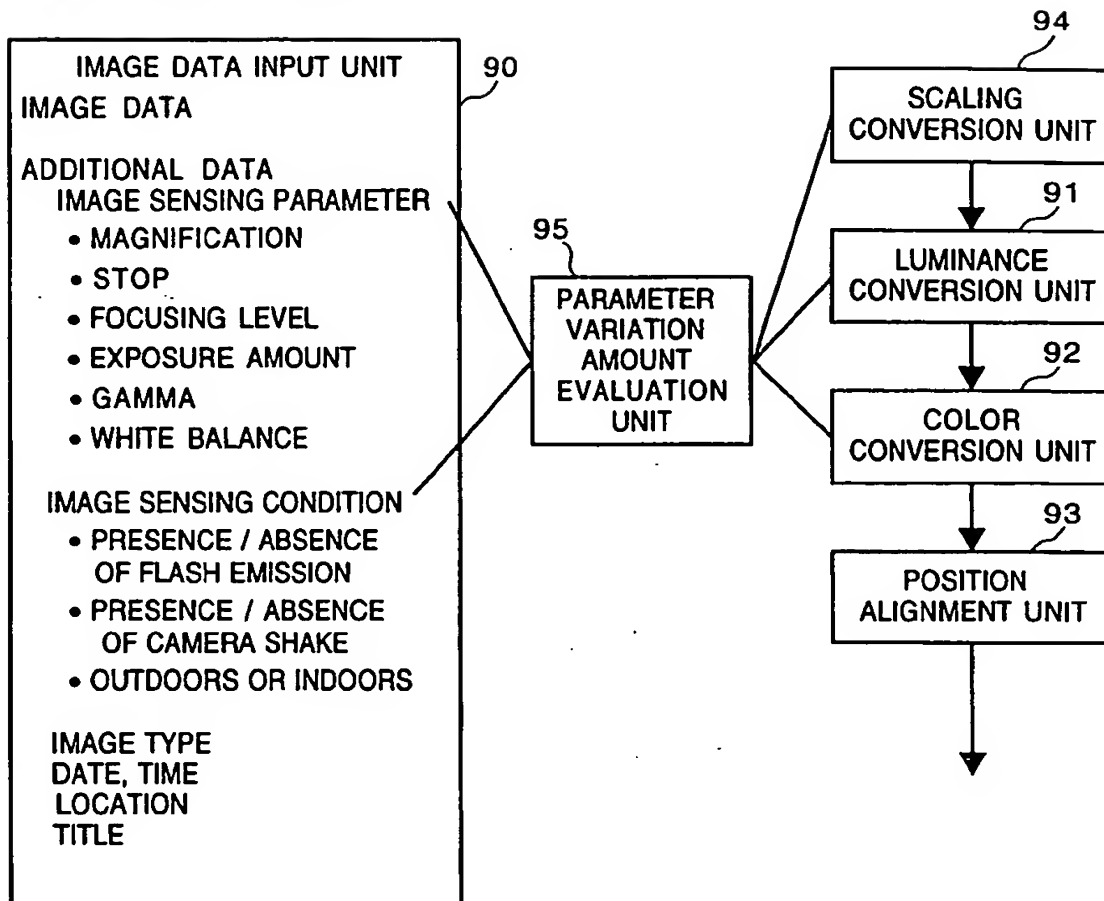 IMAGE DATA INPUT UNIT
90
IMAGE DATA
ADDITIONAL DATA
IMAGE SENSING PARAMETER
• MAGNIFICATION
• STOP
• FOCUSING LEVEL
• EXPOSURE AMOUNT
• GAMMA
• WHITE BALANCE
IMAGE SENSING CONDITION
• PRESENCE / ABSENCE
OF FLASH EMISSION
• PRESENCE / ABSENCE
OF CAMERA SHAKE
• OUTDOORS OR INDOORS
IMAGE TYPE
DATE, TIME
LOCATION
TITLE
95
PARAMETER
VARIATION
AMOUNT
EVALUATION
UNIT
94
SCALING
CONVERSION UNIT
91
LUMINANCE
CONVERSION UNIT
92
COLOR
CONVERSION UNIT
93
POSITION
ALIGNMENT UNIT